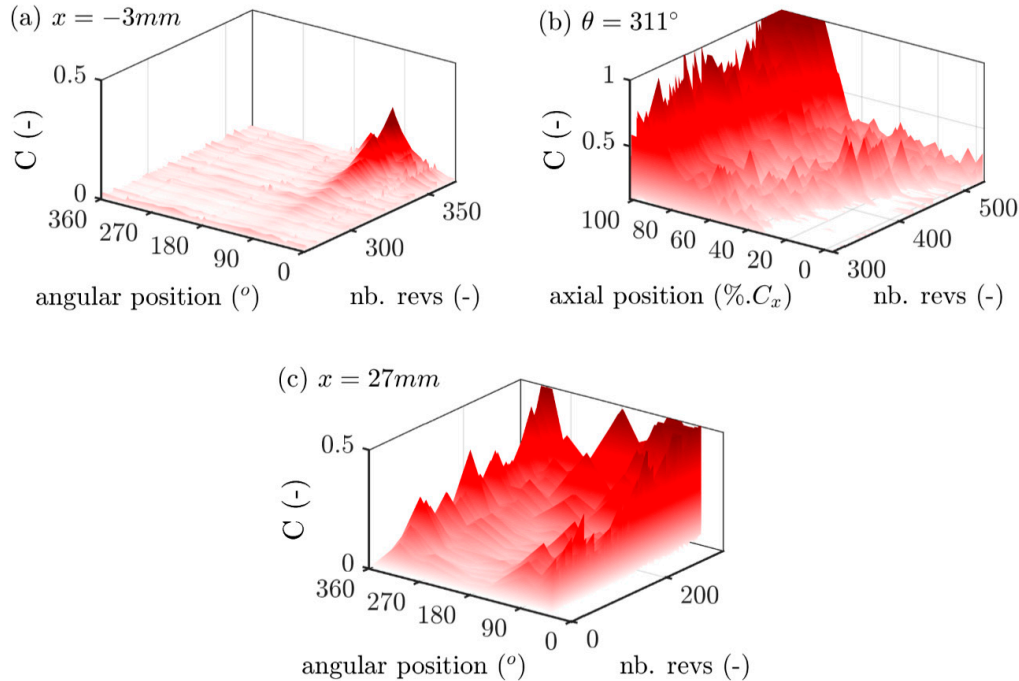 (a) x = −3mm
0.5
C (-)
0
360
270
180
90
0
300
350
angular position (°)
nb. revs (-)
(b) θ = 311°
1
0.5
C (-)
100
80
60
40
20
0
300
400
500
axial position (%.Cₓ)
nb. revs (-)
(c) x = 27mm
0.5
C (-)
0
360
270
180
90
0
0
200
angular position (°)
nb. revs (-)